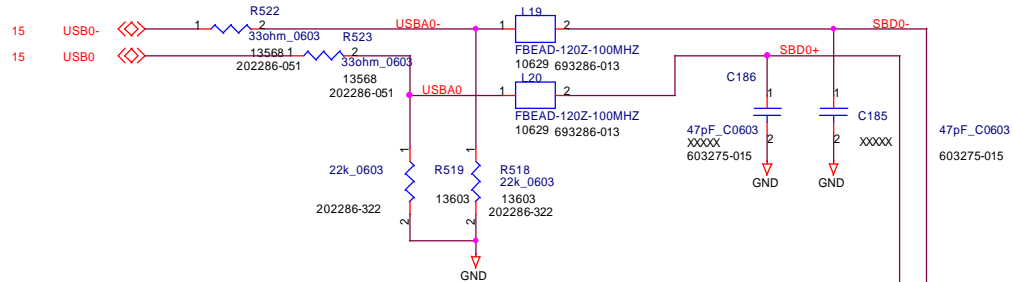 R522
L19
1 2 USBA0- 1 2 SBD0-
15 USB0-
33ohm_0603 R523
FBEAD-120Z-100MHZ
15 USB0
13568 1 2
33ohm_0603
10629 693286-013
SBD0+
202286-051
13568
L20
C186
202286-051
USBA0 1 2
1 1
FBEAD-120Z-100MHZ
C185
10629 693286-013
47pF_C0603 47pF_C0603
2 2
XXXXX XXXXX
1 1
603275-015 603275-015
22k_0603 R519 R518
22k_0603
GND GND
13603 13603
202286-322 202286-322
2 2
GND